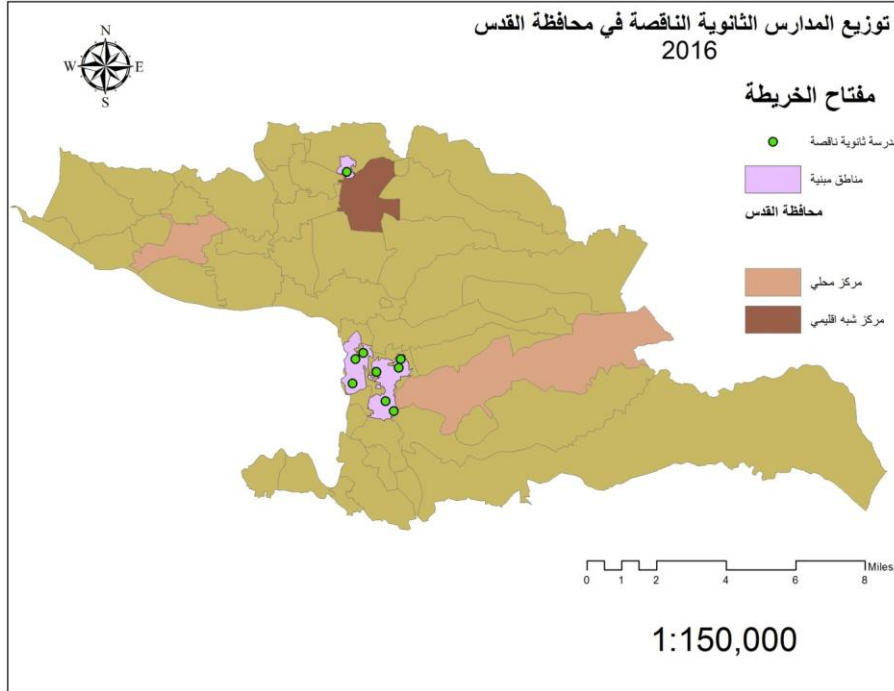 توزيع المدارس الثانوية الناقصة في محافظة القدس
2016
N
W E
S
مفتاح الخريطة
درسة ثانوية ناقصة
مناطق مبنية
محافظة القدس
مركز محلي
مركز شبه اقليمي
Miles
0 1 2 4 6 8
1:150,000